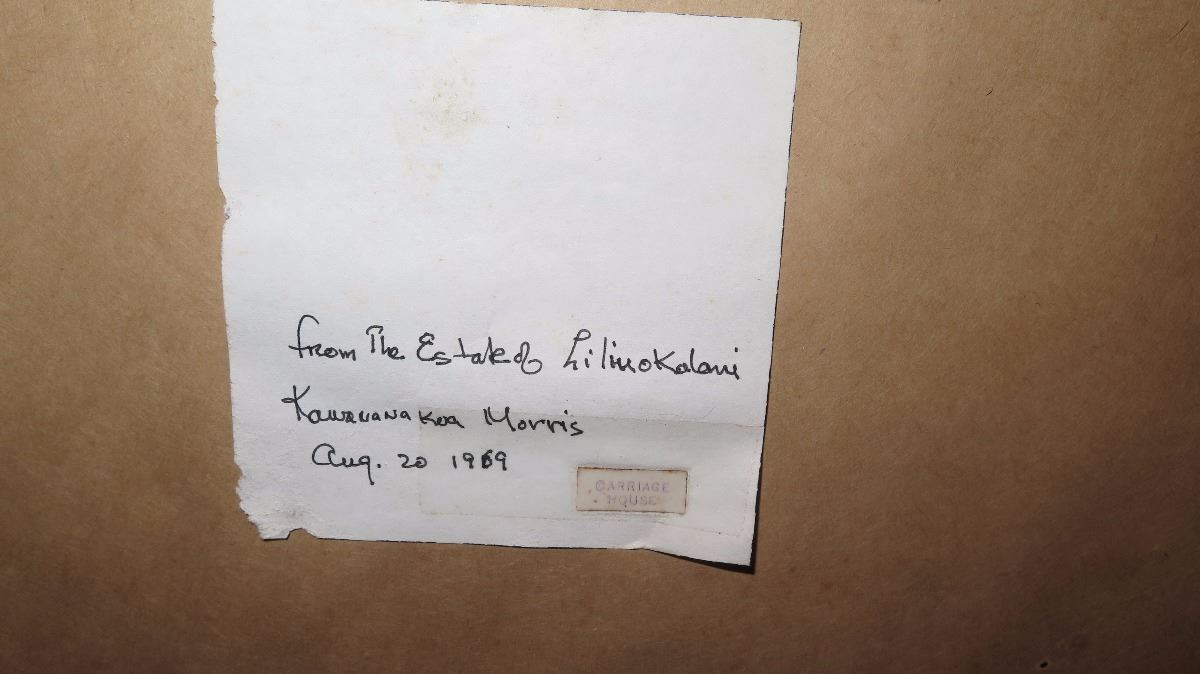 from The Estate of Liliuokalani
Kawananakoa Morris
Aug. 20 1969
CARRIAGE
HOUSE